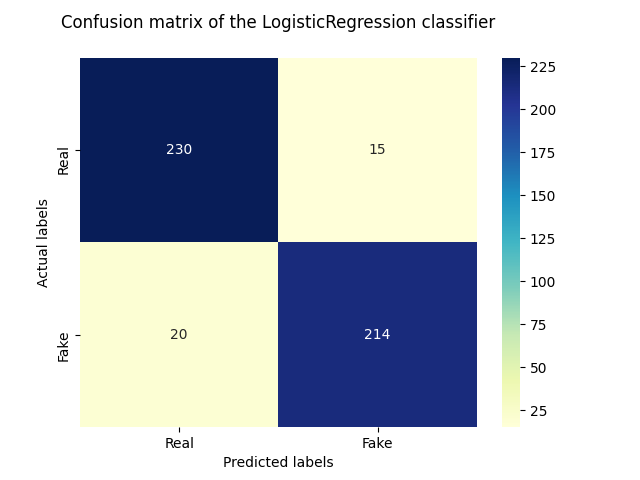 Confusion matrix of the LogisticRegression classifier
Actual labels
Real
230
15
Fake
20
214
Real
Fake
Predicted labels
225
200
175
150
125
100
75
50
25